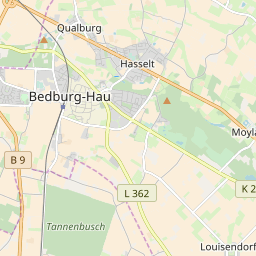 Qualburg
Hasselt
Bedburg-Hau
Moyla
B 9
L 362
K 2
Tannenbusch
Louisendorf